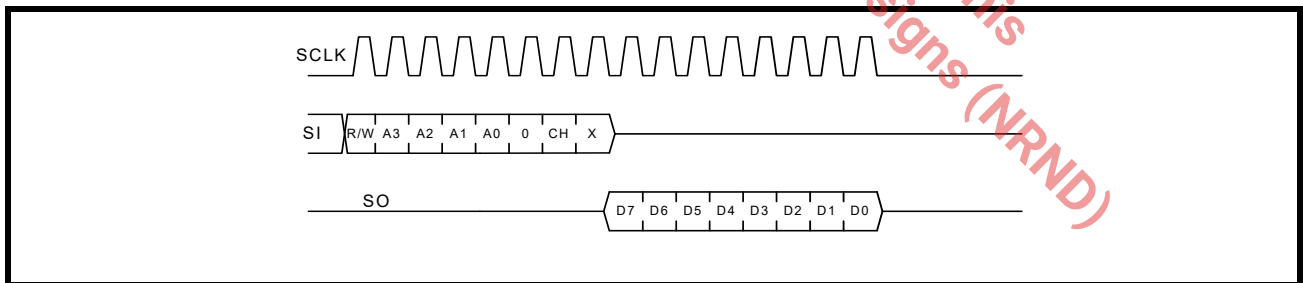 this
signs (NRND)
SCLK
SI R/W A3 A2 A1 A0 0 CH X
SO
D7 D6 D5 D4 D3 D2 D1 D0